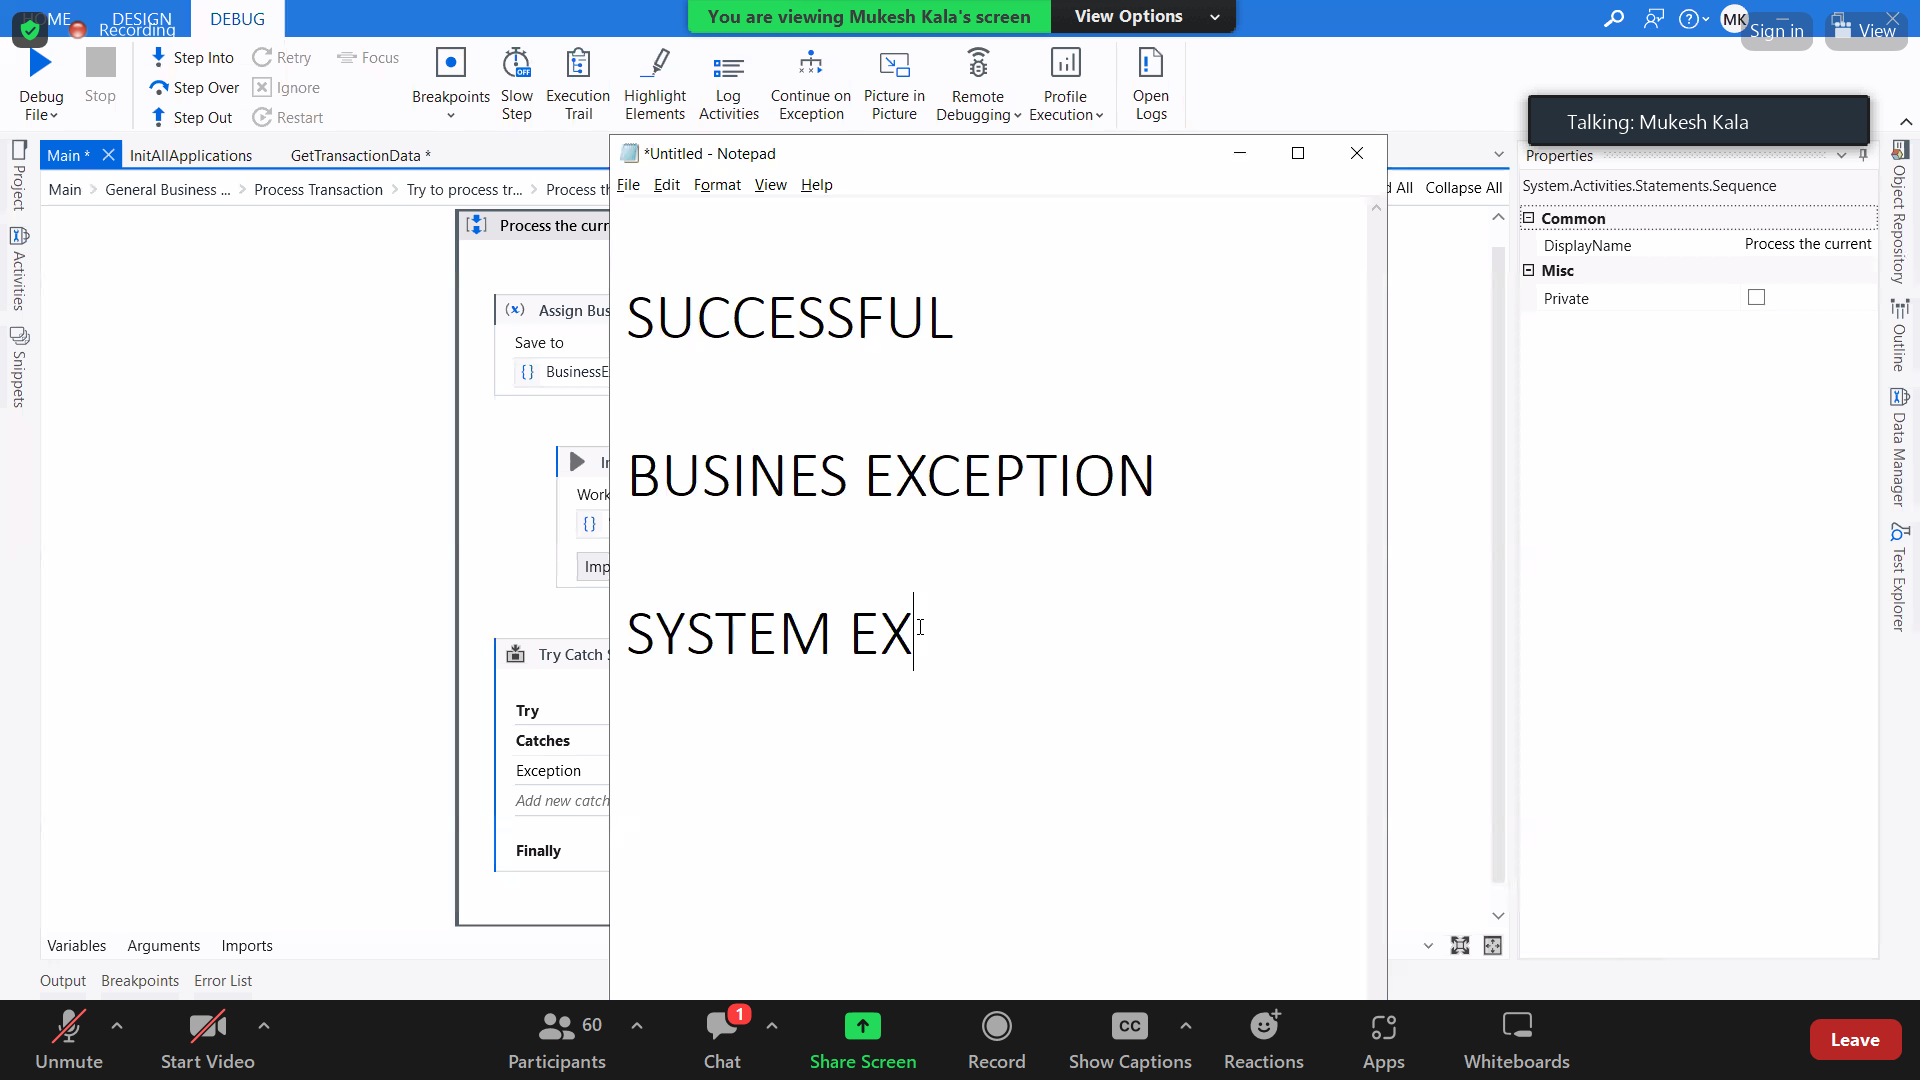 HOME DESIGN DEBUG
Recording
You are viewing Mukesh Kala's screen
View Options
MK
Sign in
View
Debug File
Stop
Step Into
Step Over
Step Out
Retry
Ignore
Restart
Focus
Breakpoints
Slow Step
OFF
Execution Trail
Highlight Elements
Log Activities
Continue on Exception
Picture in Picture
Remote Debugging
Profile Execution
Open Logs
Talking: Mukesh Kala
Main *
InitAllApplications
GetTransactionData *
Main > General Business ... > Process Transaction > Try to process tr... > Process th
Collapse All
All
*Untitled - Notepad
File Edit Format View Help
SUCCESSFUL
BUSINES EXCEPTION
SYSTEM EX
Process the curr
Assign Bus
Save to
BusinessE
In
Work
Imp
Try Catch
Try
Catches
Exception
Add new catch
Finally
Project
Activities
Snippets
Properties
System.Activities.Statements.Sequence
Common
DisplayName
Process the current
Misc
Private
Object Repository
Outline
Data Manager
Test Explorer
Variables Arguments Imports
Output Breakpoints Error List
Unmute
Start Video
60
Participants
1
Chat
Share Screen
Record
CC
Show Captions
Reactions
Apps
Whiteboards
Leave